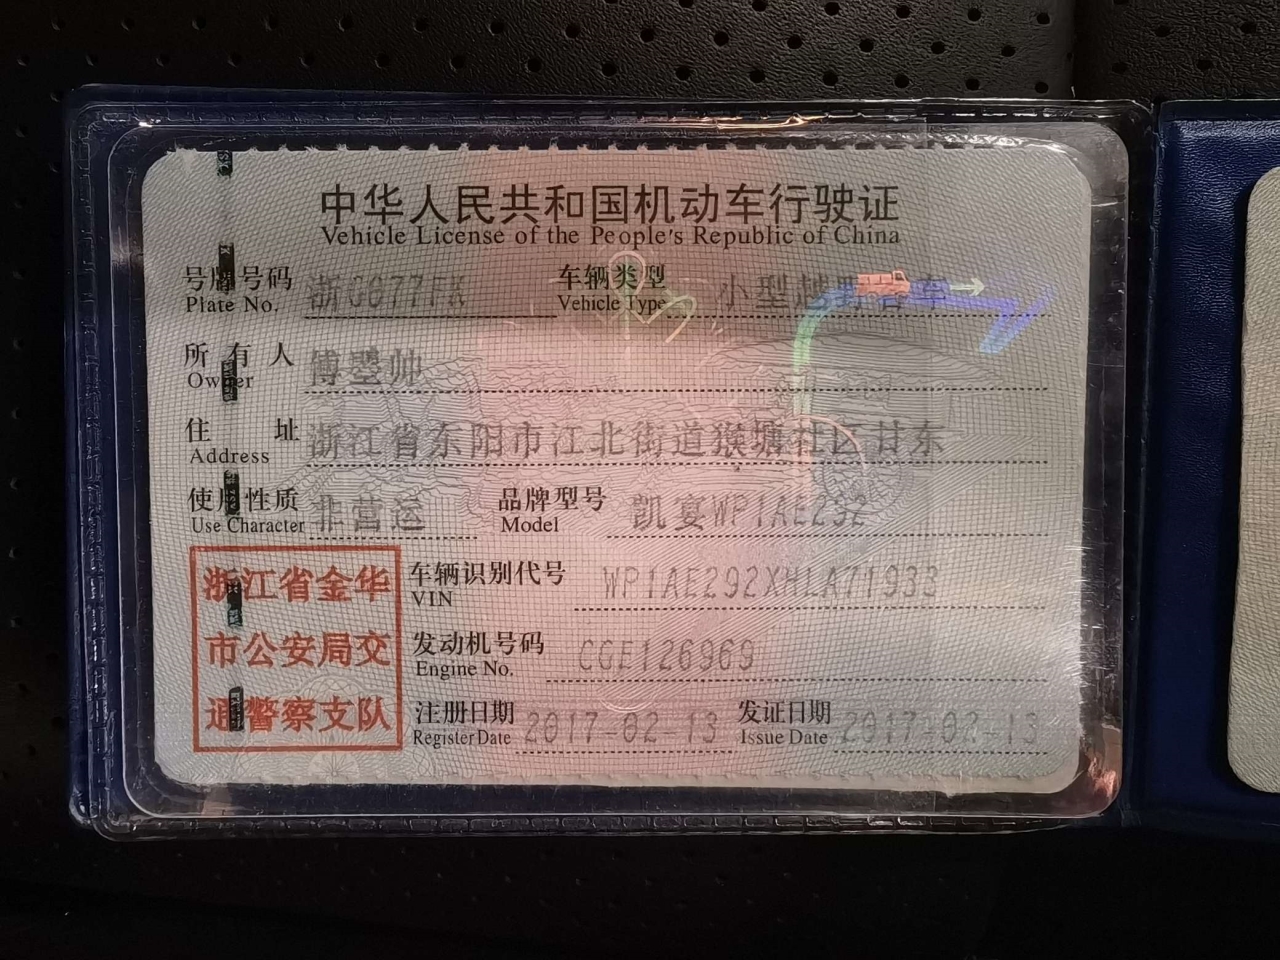 中华人民共和国机动车行驶证
Vehicle License of the People's Republic of China
号牌号码 浙G677FA 车辆类型 小型越野客车
Plate No. Vehicle Type
所有人 傅 帅
Owner
住址 浙江省东阳市江北街道猴塘社区甘东
Address
使用性质 非营运 品牌型号 凯宴WP1AE292
Use Character Model
浙江省金华 车辆识别代号 WP1AE292XHLA71933
VIN
市公安局交 发动机号码 CGE126969
Engine No.
通警察支队 注册日期 2017-02-13 发证日期 2017-02-13
Register Date Issue Date